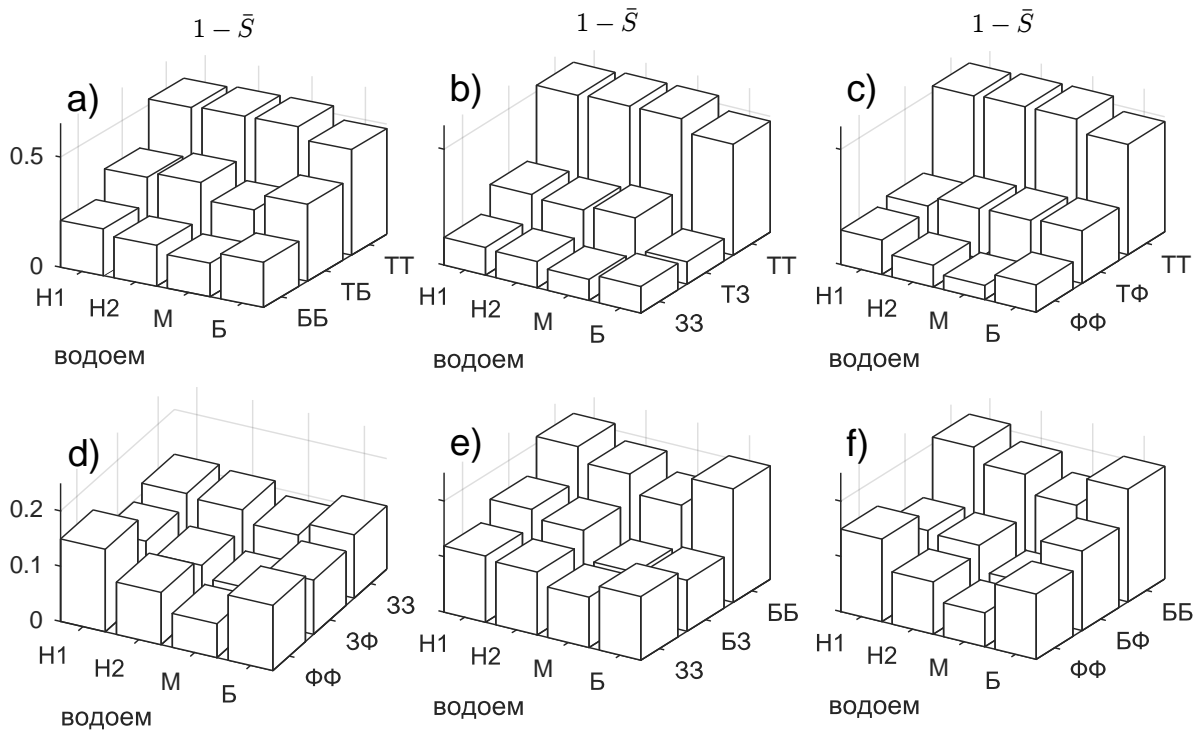 1 − S̄
1 − S̄
1 − S̄
a)
b)
c)
0.5
0
Н1
Н2
М
Б
ББ
ТБ
ТТ
водоем
Н1
Н2
М
Б
ЗЗ
ТЗ
ТТ
водоем
Н1
Н2
М
Б
ФФ
ТФ
ТТ
водоем
d)
e)
f)
0.2
0.1
0
Н1
Н2
М
Б
ФФ
ЗФ
ЗЗ
водоем
Н1
Н2
М
Б
ЗЗ
БЗ
ББ
водоем
Н1
Н2
М
Б
ФФ
БФ
ББ
водоем